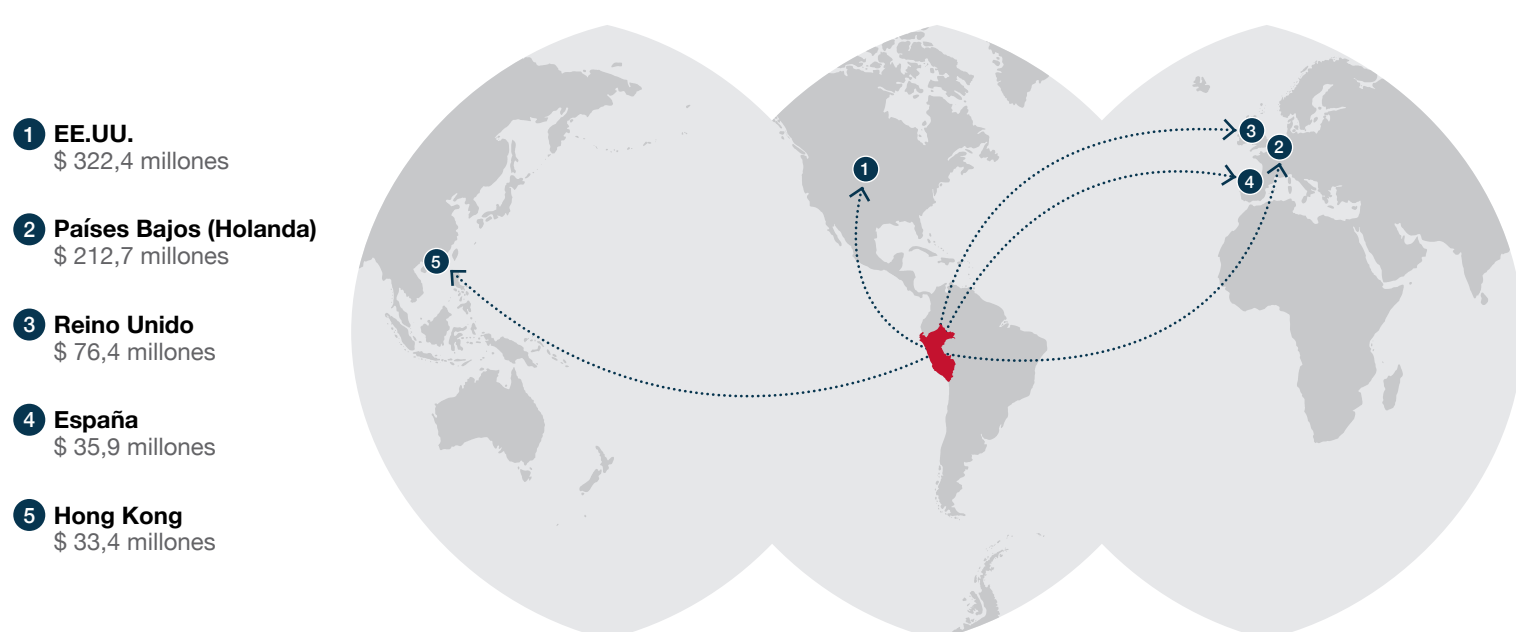 1 EE.UU.
$ 322,4 millones
2 Países Bajos (Holanda)
$ 212,7 millones
3 Reino Unido
$ 76,4 millones
4 España
$ 35,9 millones
5 Hong Kong
$ 33,4 millones
1
3
2
4
5